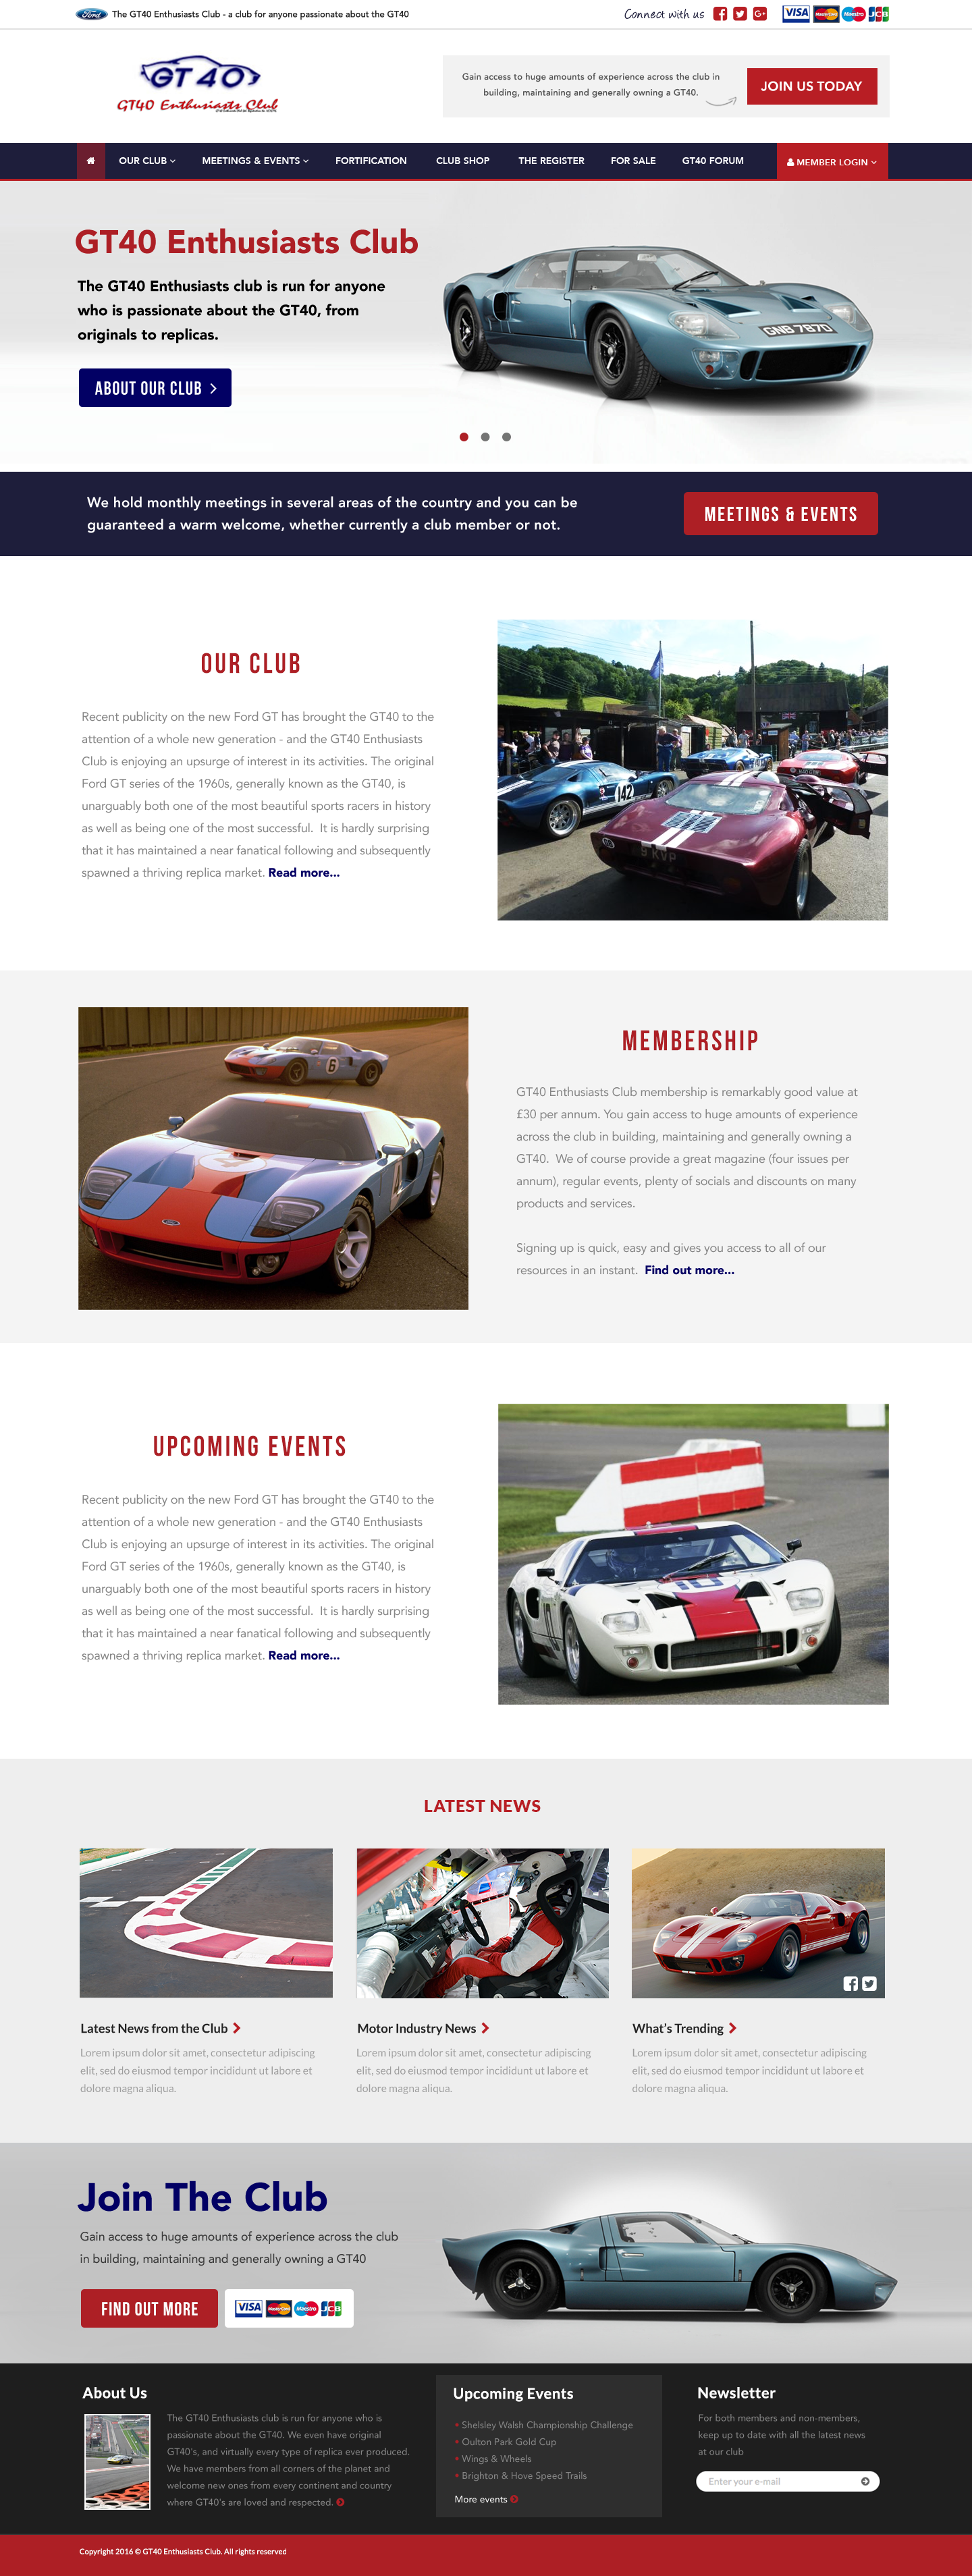 Ford
The GT40 Enthusiasts Club - a club for anyone passionate about the GT40
Connect with us
VISA MasterCard Maestro JCB
GT40
GT40 Enthusiasts Club
Gain access to huge amounts of experience across the club in
building, maintaining and generally owning a GT40.
JOIN US TODAY
OUR CLUB
MEETINGS & EVENTS
FORTIFICATION
CLUB SHOP
THE REGISTER
FOR SALE
GT40 FORUM
MEMBER LOGIN
GT40 Enthusiasts Club
The GT40 Enthusiasts club is run for anyone
who is passionate about the GT40, from
originals to replicas.
ABOUT OUR CLUB
GNB 787D
We hold monthly meetings in several areas of the country and you can be
guaranteed a warm welcome, whether currently a club member or not.
MEETINGS & EVENTS
OUR CLUB
Recent publicity on the new Ford GT has brought the GT40 to the
attention of a whole new generation - and the GT40 Enthusiasts
Club is enjoying an upsurge of interest in its activities. The original
Ford GT series of the 1960s, generally known as the GT40, is
unarguably both one of the most beautiful sports racers in history
as well as being one of the most successful.  It is hardly surprising
that it has maintained a near fanatical following and subsequently
spawned a thriving replica market. Read more...
142
6
MEMBERSHIP
GT40 Enthusiasts Club membership is remarkably good value at
£30 per annum. You gain access to huge amounts of experience
across the club in building, maintaining and generally owning a
GT40.  We of course provide a great magazine (four issues per
annum), regular events, plenty of socials and discounts on many
products and services.
Signing up is quick, easy and gives you access to all of our
resources in an instant.  Find out more...
UPCOMING EVENTS
Recent publicity on the new Ford GT has brought the GT40 to the
attention of a whole new generation - and the GT40 Enthusiasts
Club is enjoying an upsurge of interest in its activities. The original
Ford GT series of the 1960s, generally known as the GT40, is
unarguably both one of the most beautiful sports racers in history
as well as being one of the most successful.  It is hardly surprising
that it has maintained a near fanatical following and subsequently
spawned a thriving replica market. Read more...
10
LATEST NEWS
Latest News from the Club
Lorem ipsum dolor sit amet, consectetur adipiscing
elit, sed do eiusmod tempor incididunt ut labore et
dolore magna aliqua.
Motor Industry News
Lorem ipsum dolor sit amet, consectetur adipiscing
elit, sed do eiusmod tempor incididunt ut labore et
dolore magna aliqua.
What's Trending
Lorem ipsum dolor sit amet, consectetur adipiscing
elit, sed do eiusmod tempor incididunt ut labore et
dolore magna aliqua.
Join The Club
Gain access to huge amounts of experience across the club
in building, maintaining and generally owning a GT40
FIND OUT MORE
VISA MasterCard Maestro JCB
About Us
The GT40 Enthusiasts club is run for anyone who is
passionate about the GT40. We even have original
GT40's, and virtually every type of replica ever produced.
We have members from all corners of the planet and
welcome new ones from every continent and country
where GT40's are loved and respected.
Upcoming Events
Shelsley Walsh Championship Challenge
Oulton Park Gold Cup
Wings & Wheels
Brighton & Hove Speed Trails
More events
Newsletter
For both members and non-members,
keep up to date with all the latest news
at our club
Enter your e-mail
Copyright 2016 © GT40 Enthusiasts Club. All rights reserved